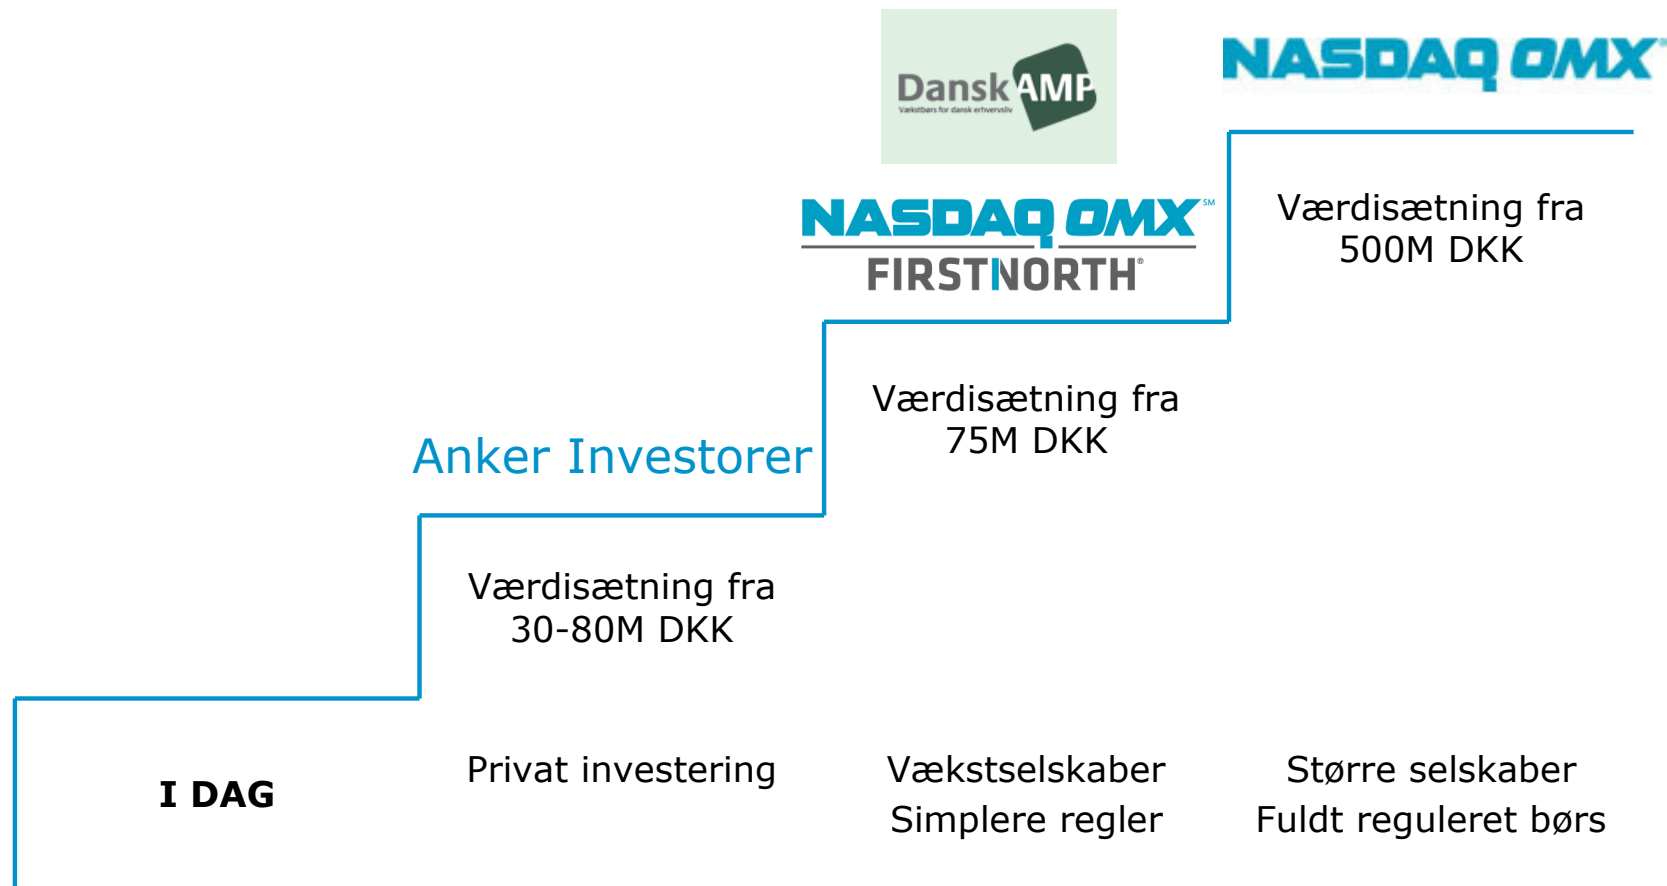 Dansk AMP
Vækstbørs for dansk erhvervsliv
NASDAQ OMX®
NASDAQ OMX℠
FIRSTNORTH®
Værdisætning fra
500M DKK
Værdisætning fra
75M DKK
Anker Investorer
Værdisætning fra
30-80M DKK
I DAG
Privat investering
Vækstselskaber
Simplere regler
Større selskaber
Fuldt reguleret børs